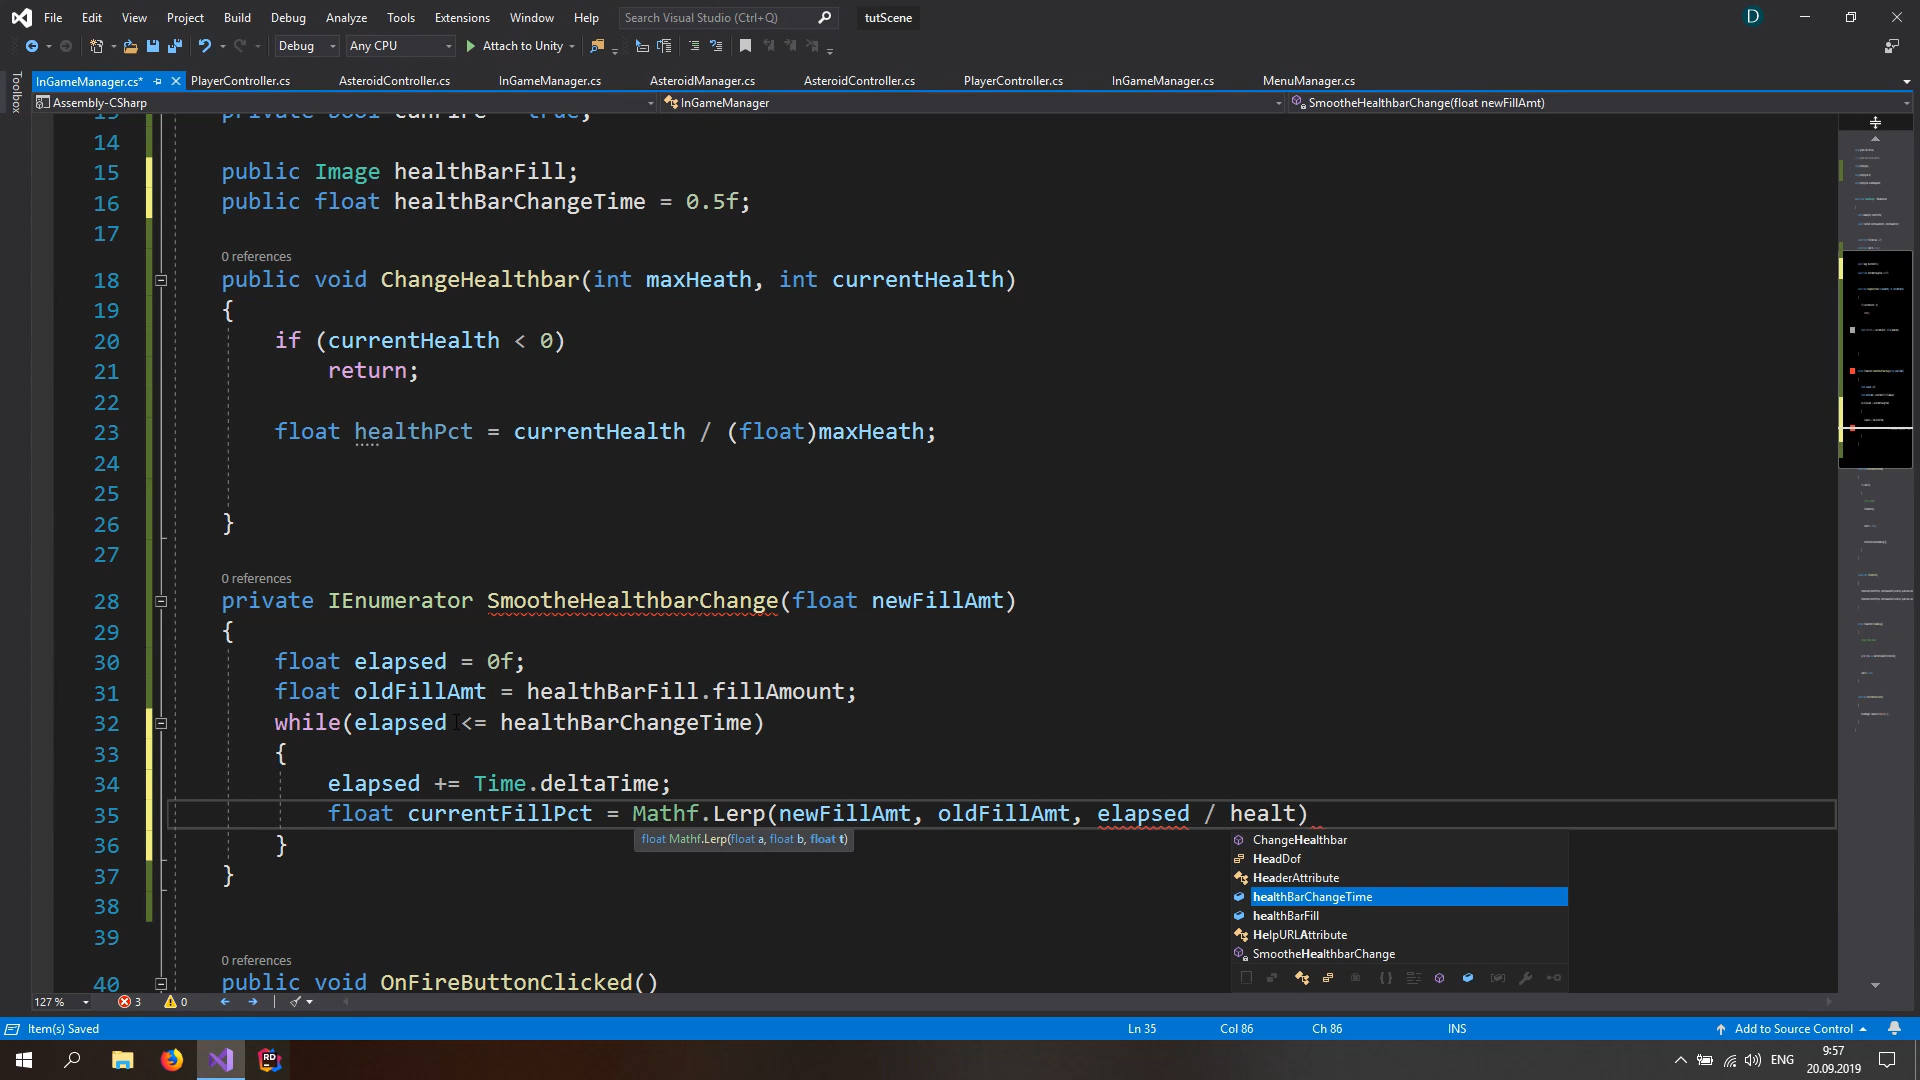 File Edit View Project Build Debug Analyze Tools Extensions Window Help Search Visual Studio (Ctrl+Q) tutScene D
Debug Any CPU Attach to Unity
Toolbox
InGameManager.cs* PlayerController.cs AsteroidController.cs InGameManager.cs AsteroidManager.cs AsteroidController.cs PlayerController.cs InGameManager.cs MenuManager.cs
Assembly-CSharp InGameManager SmootheHealthbarChange(float newFillAmt)
14
15 public Image healthBarFill;
16 public float healthBarChangeTime = 0.5f;
17
0 references
18 public void ChangeHealthbar(int maxHeath, int currentHealth)
19 {
20 if (currentHealth < 0)
21 return;
22
23 float healthPct = currentHealth / (float)maxHeath;
24
25
26 }
27
0 references
28 private IEnumerator SmootheHealthbarChange(float newFillAmt)
29 {
30 float elapsed = 0f;
31 float oldFillAmt = healthBarFill.fillAmount;
32 while(elapsed <= healthBarChangeTime)
33 {
34 elapsed += Time.deltaTime;
35 float currentFillPct = Mathf.Lerp(newFillAmt, oldFillAmt, elapsed / healt)
float Mathf.Lerp(float a, float b, float t)
36 }
37 }
38
39
ChangeHealthbar
HeadDof
HeaderAttribute
healthBarChangeTime
healthBarFill
HelpURLAttribute
SmootheHealthbarChange
0 references
40 public void OnFireButtonClicked()
127 % 3 0
Item(s) Saved Ln 35 Col 86 Ch 86 INS Add to Source Control
RD ENG 9:57
20.09.2019